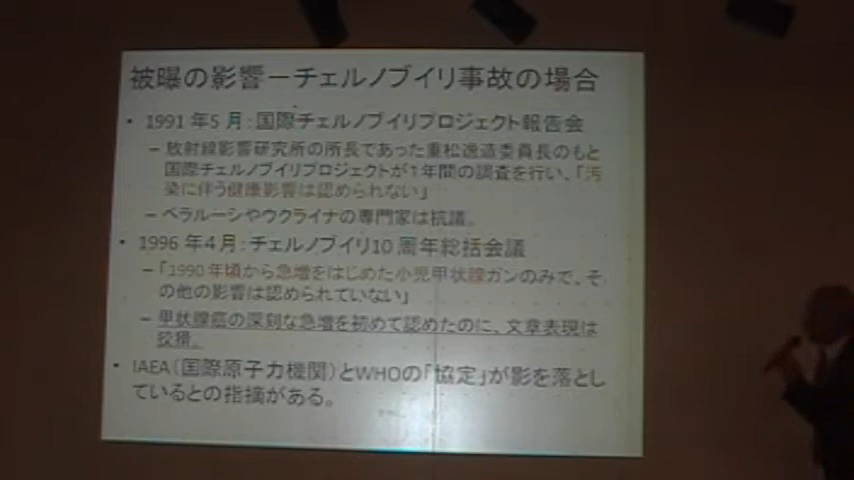 被曝の影響－チェルノブイリ事故の場合
• 1991年5月：国際チェルノブイリプロジェクト報告会
– 放射線影響研究所の所長であった重松逸造委員長のもと
国際チェルノブイリプロジェクトが1年間の調査を行い、「汚
染に伴う健康影響は認められない」
– ベラルーシやウクライナの専門家は抗議。
• 1996年4月：チェルノブイリ10周年総括会議
– 「1990年頃から急増をはじめた小児甲状腺ガンのみで、そ
の他の影響は認められていない」
– 甲状腺癌の深刻な急増を初めて認めたのに、文章表現は
狡猾。
• IAEA（国際原子力機関）とWHOの「協定」が影を落とし
ているとの指摘がある。